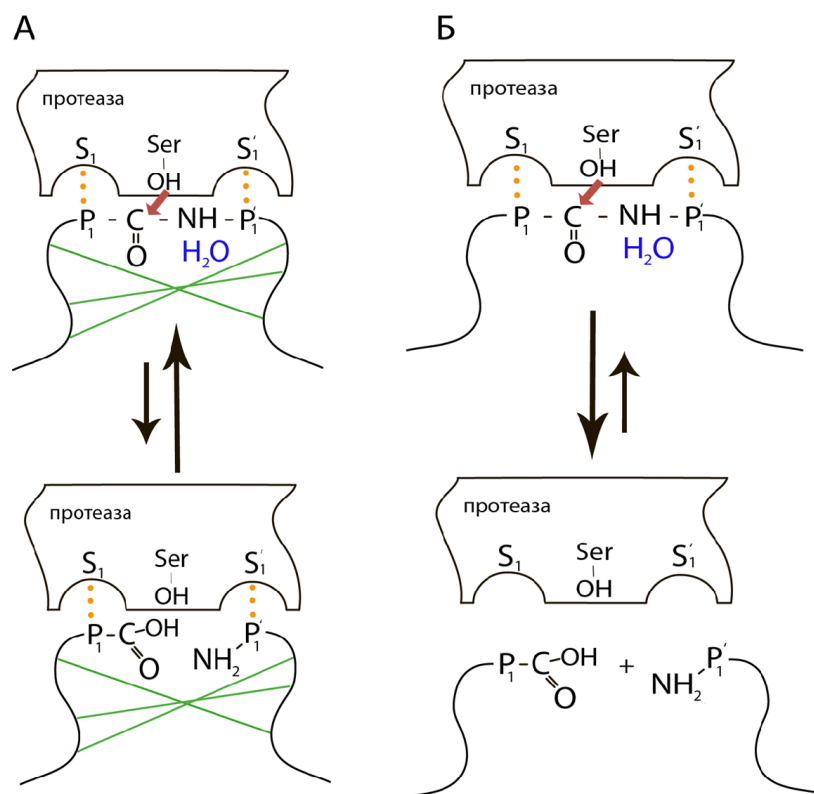 А
протеаза
S₁ Ser S₁′
OH
P₁ – C – NH – P₁′
O H₂O
протеаза
S₁ Ser S₁′
OH
P₁ – C – OH P₁′
O NH₂
Б
протеаза
S₁ Ser S₁′
OH
P₁ – C – NH – P₁′
O H₂O
протеаза
S₁ Ser S₁′
OH
P₁ – C – OH + P₁′
O NH₂